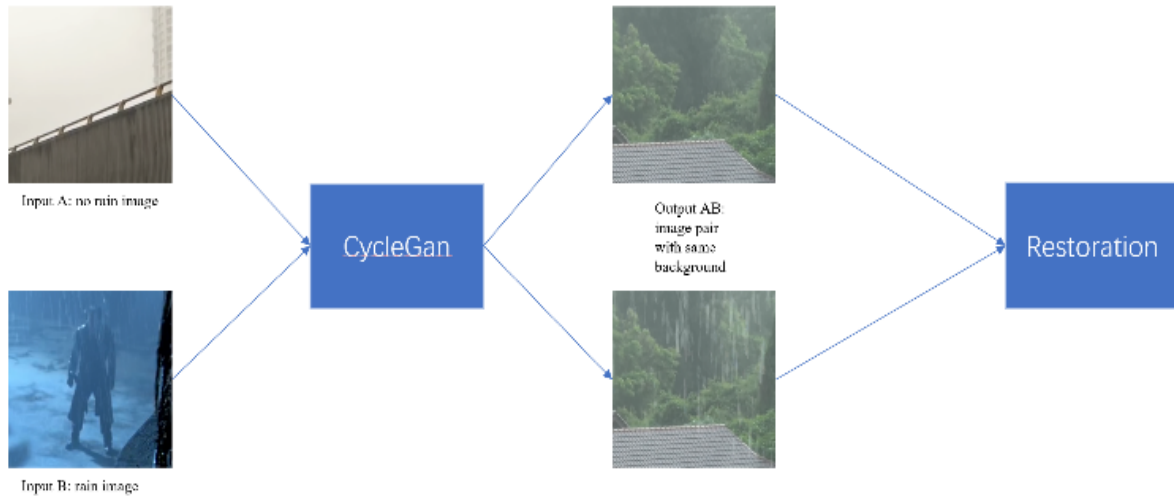 Input A: no rain image
CycleGan
Output AB:
image pair
with same
background
Restoration
Input B: rain image